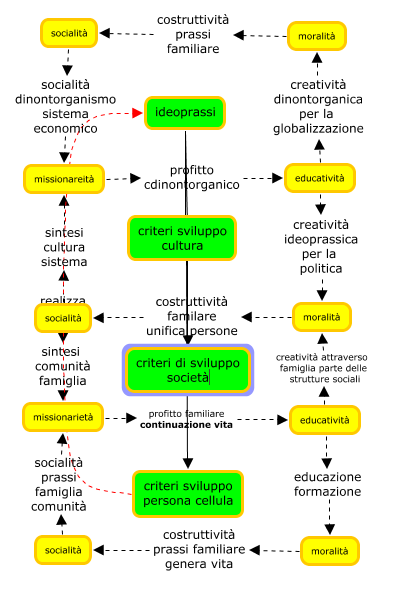 costruttività
prassi
familiare
socialità
moralità
socialità
dinontorganismo
sistema
economico
ideoprassi
creatività
dinontorganica
per la
globalizzazione
missionareità
profitto
cdinontorganico
educatività
sintesi
cultura
sistema
criteri sviluppo
cultura
creatività
ideoprassica
per la
politica
realizza
socialità
costruttività
familare
unifica persone
moralità
sintesi
comunità
famiglia
criteri di sviluppo
società
creatività attraverso
famiglia parte delle
strutture sociali
missionarietà
profitto familiare
continuazione vita
educatività
socialità
prassi
famiglia
comunità
criteri sviluppo
persona cellula
educazione
formazione
socialità
costruttività
prassi familiare
genera vita
moralità